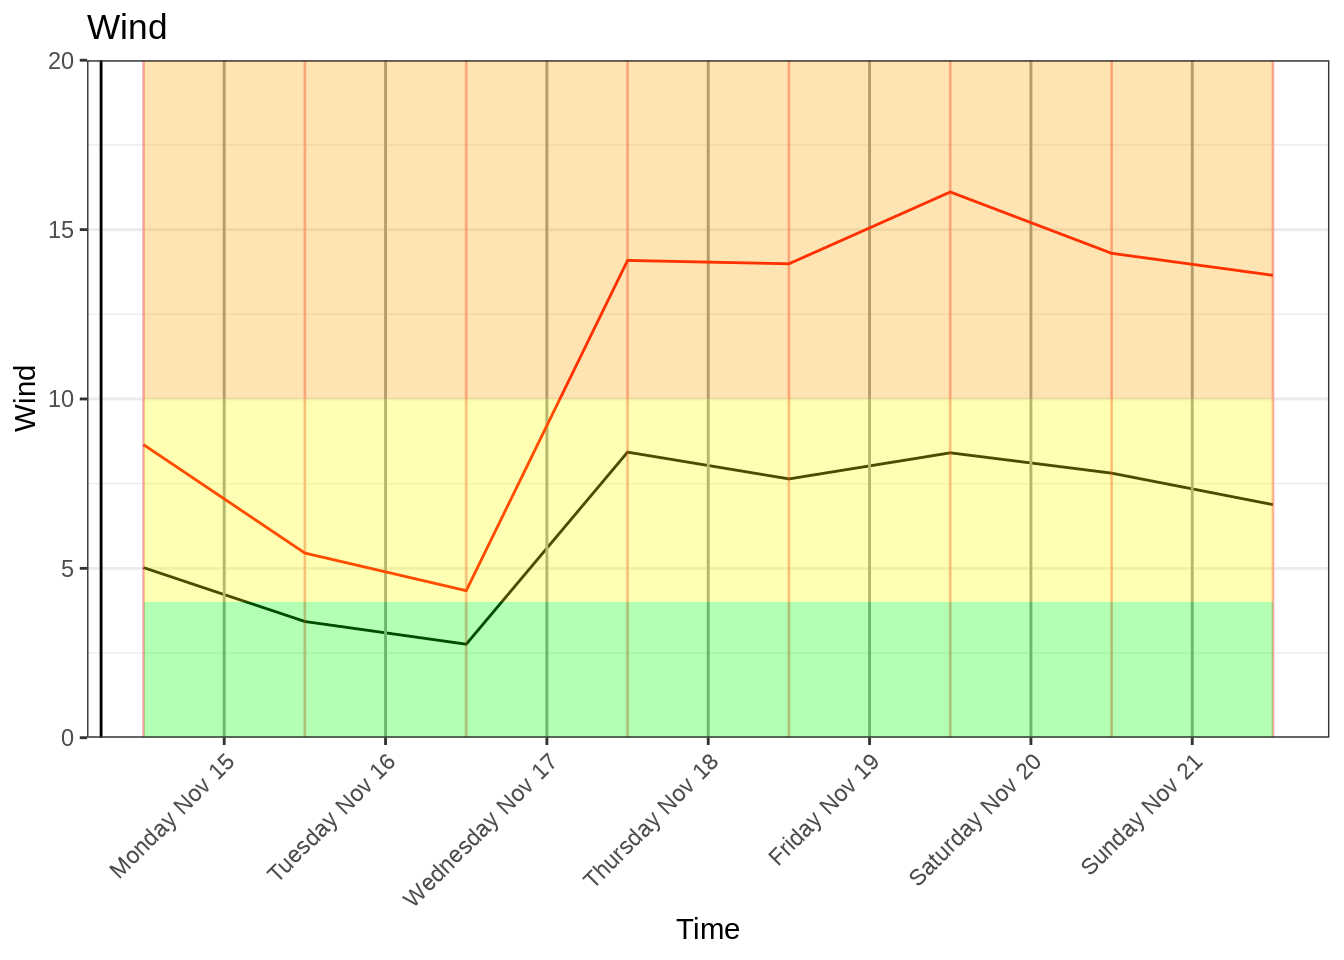 Wind
20
15
10
5
0
Wind
Monday Nov 15
Tuesday Nov 16
Wednesday Nov 17
Thursday Nov 18
Friday Nov 19
Saturday Nov 20
Sunday Nov 21
Time